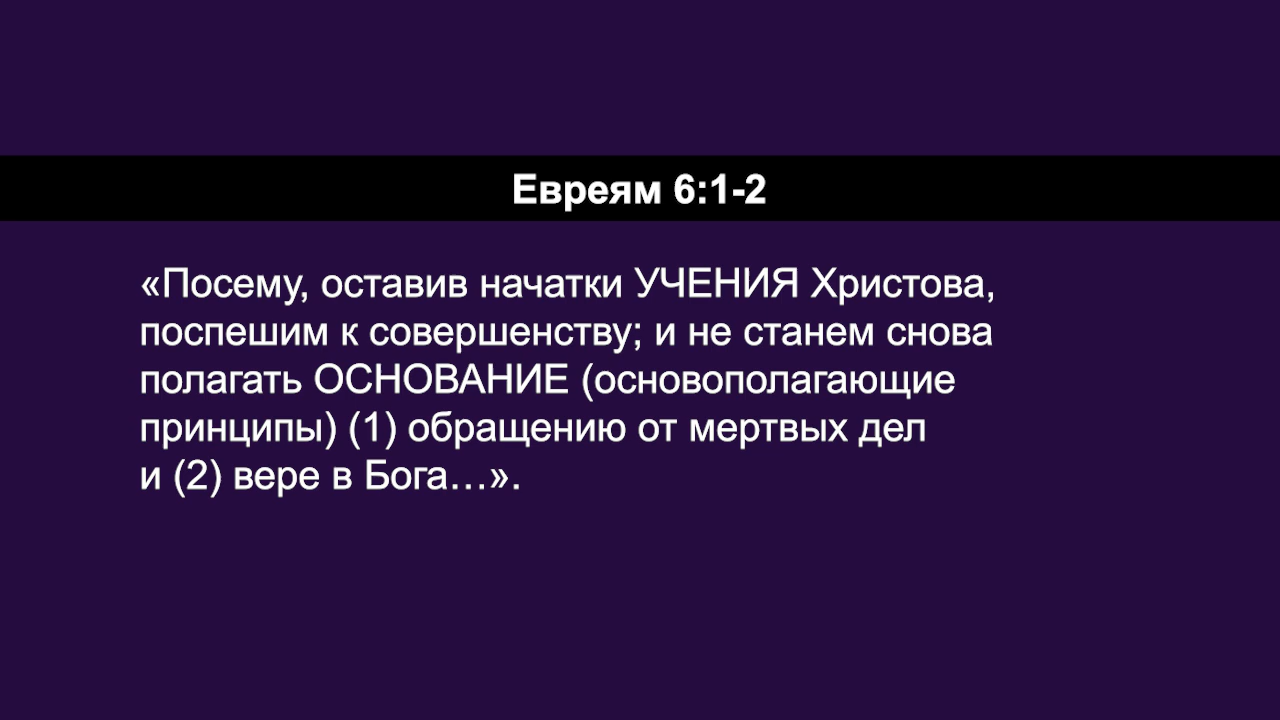 Евреям 6:1-2
«Посему, оставив начатки УЧЕНИЯ Христова,
поспешим к совершенству; и не станем снова
полагать ОСНОВАНИЕ (основополагающие
принципы) (1) обращению от мертвых дел
и (2) вере в Бога…».